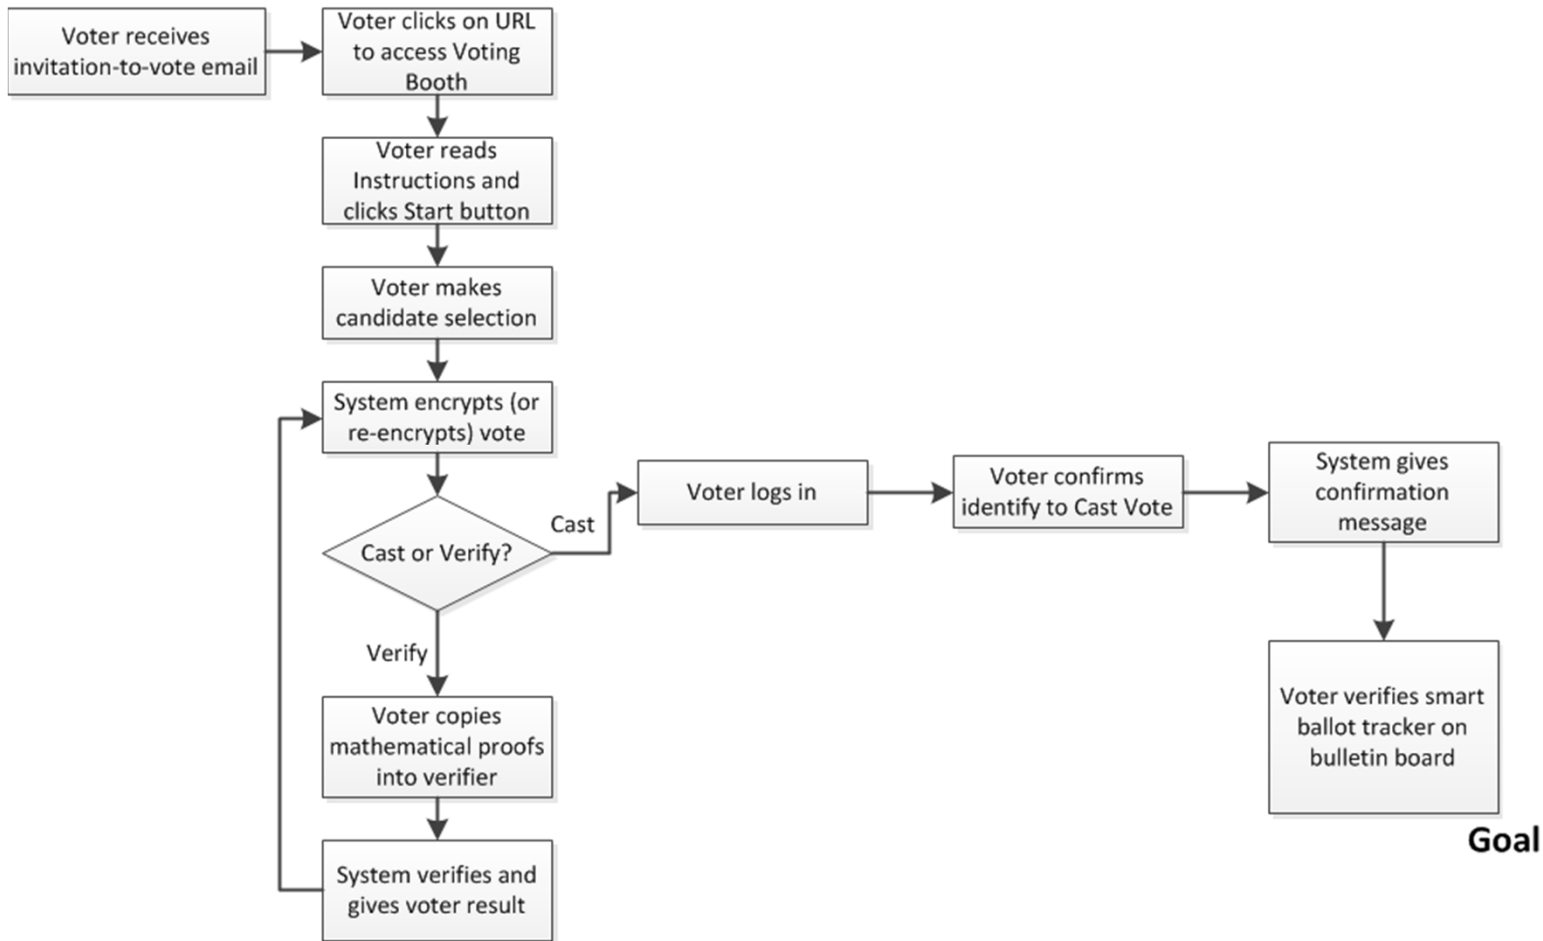 Voter receives
invitation-to-vote email
Voter clicks on URL
to access Voting
Booth
Voter reads
Instructions and
clicks Start button
Voter makes
candidate selection
System encrypts (or
re-encrypts) vote
Cast or Verify?
Cast
Voter logs in
Voter confirms
identify to Cast Vote
System gives
confirmation
message
Voter verifies smart
ballot tracker on
bulletin board
Goal
Verify
Voter copies
mathematical proofs
into verifier
System verifies and
gives voter result